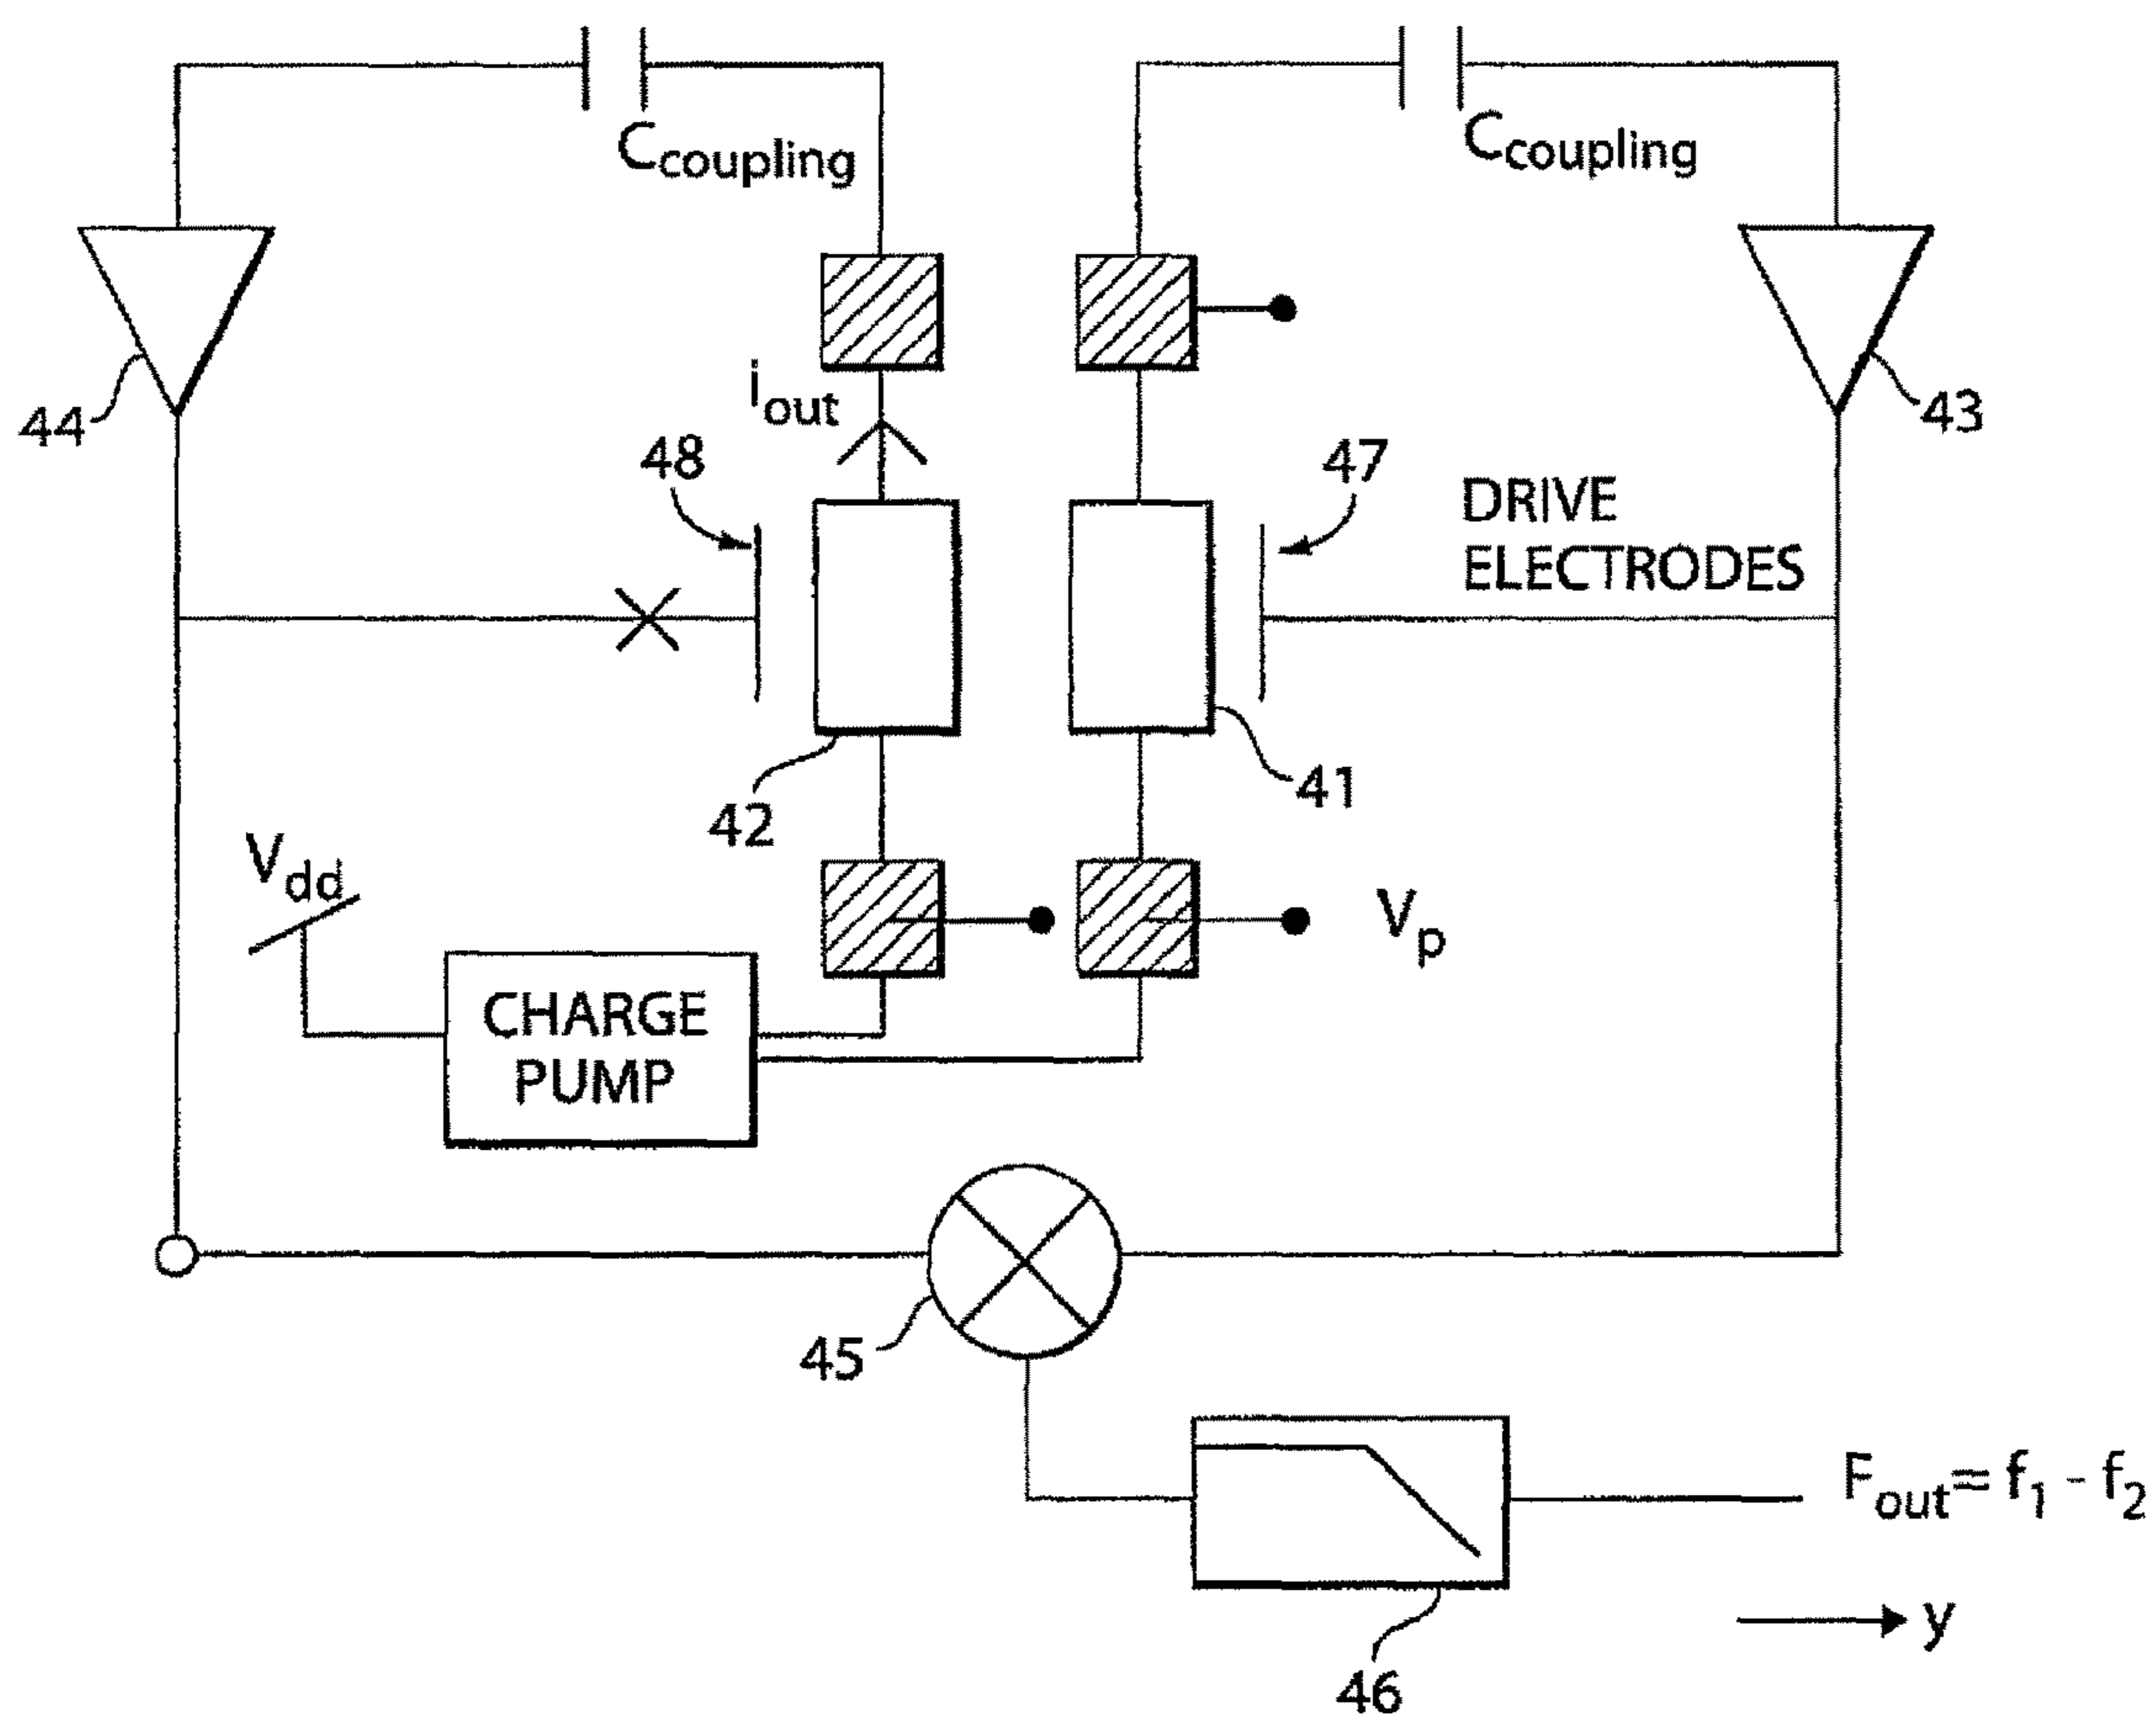 Ccoupling
Ccoupling
44
iout
43
48
47
DRIVE
ELECTRODES
42
41
Vdd
Vp
CHARGE
PUMP
45
Fout = f1 - f2
y
46